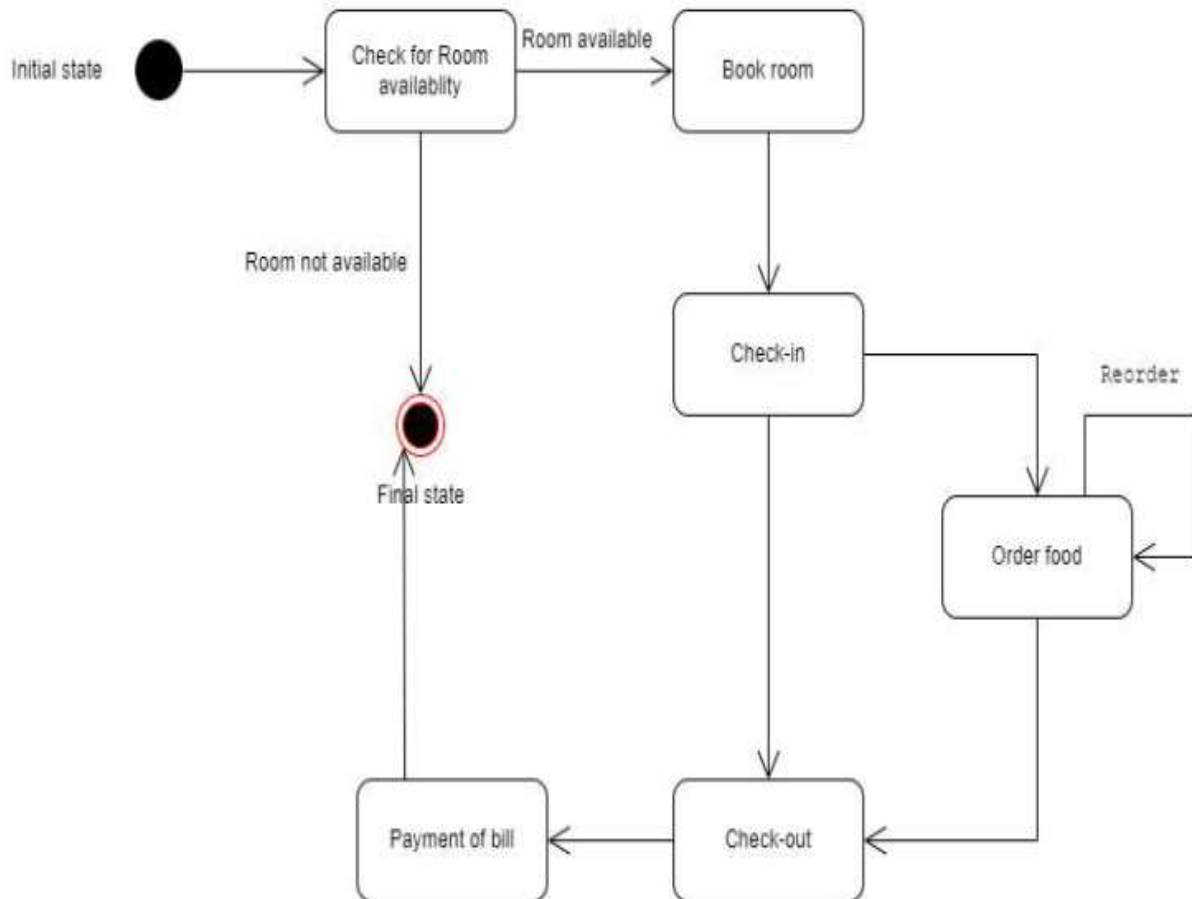 Initial state
Check for Room
availablity
Room available
Book room
Room not available
Check-in
Reorder
Final state
Order food
Payment of bill
Check-out